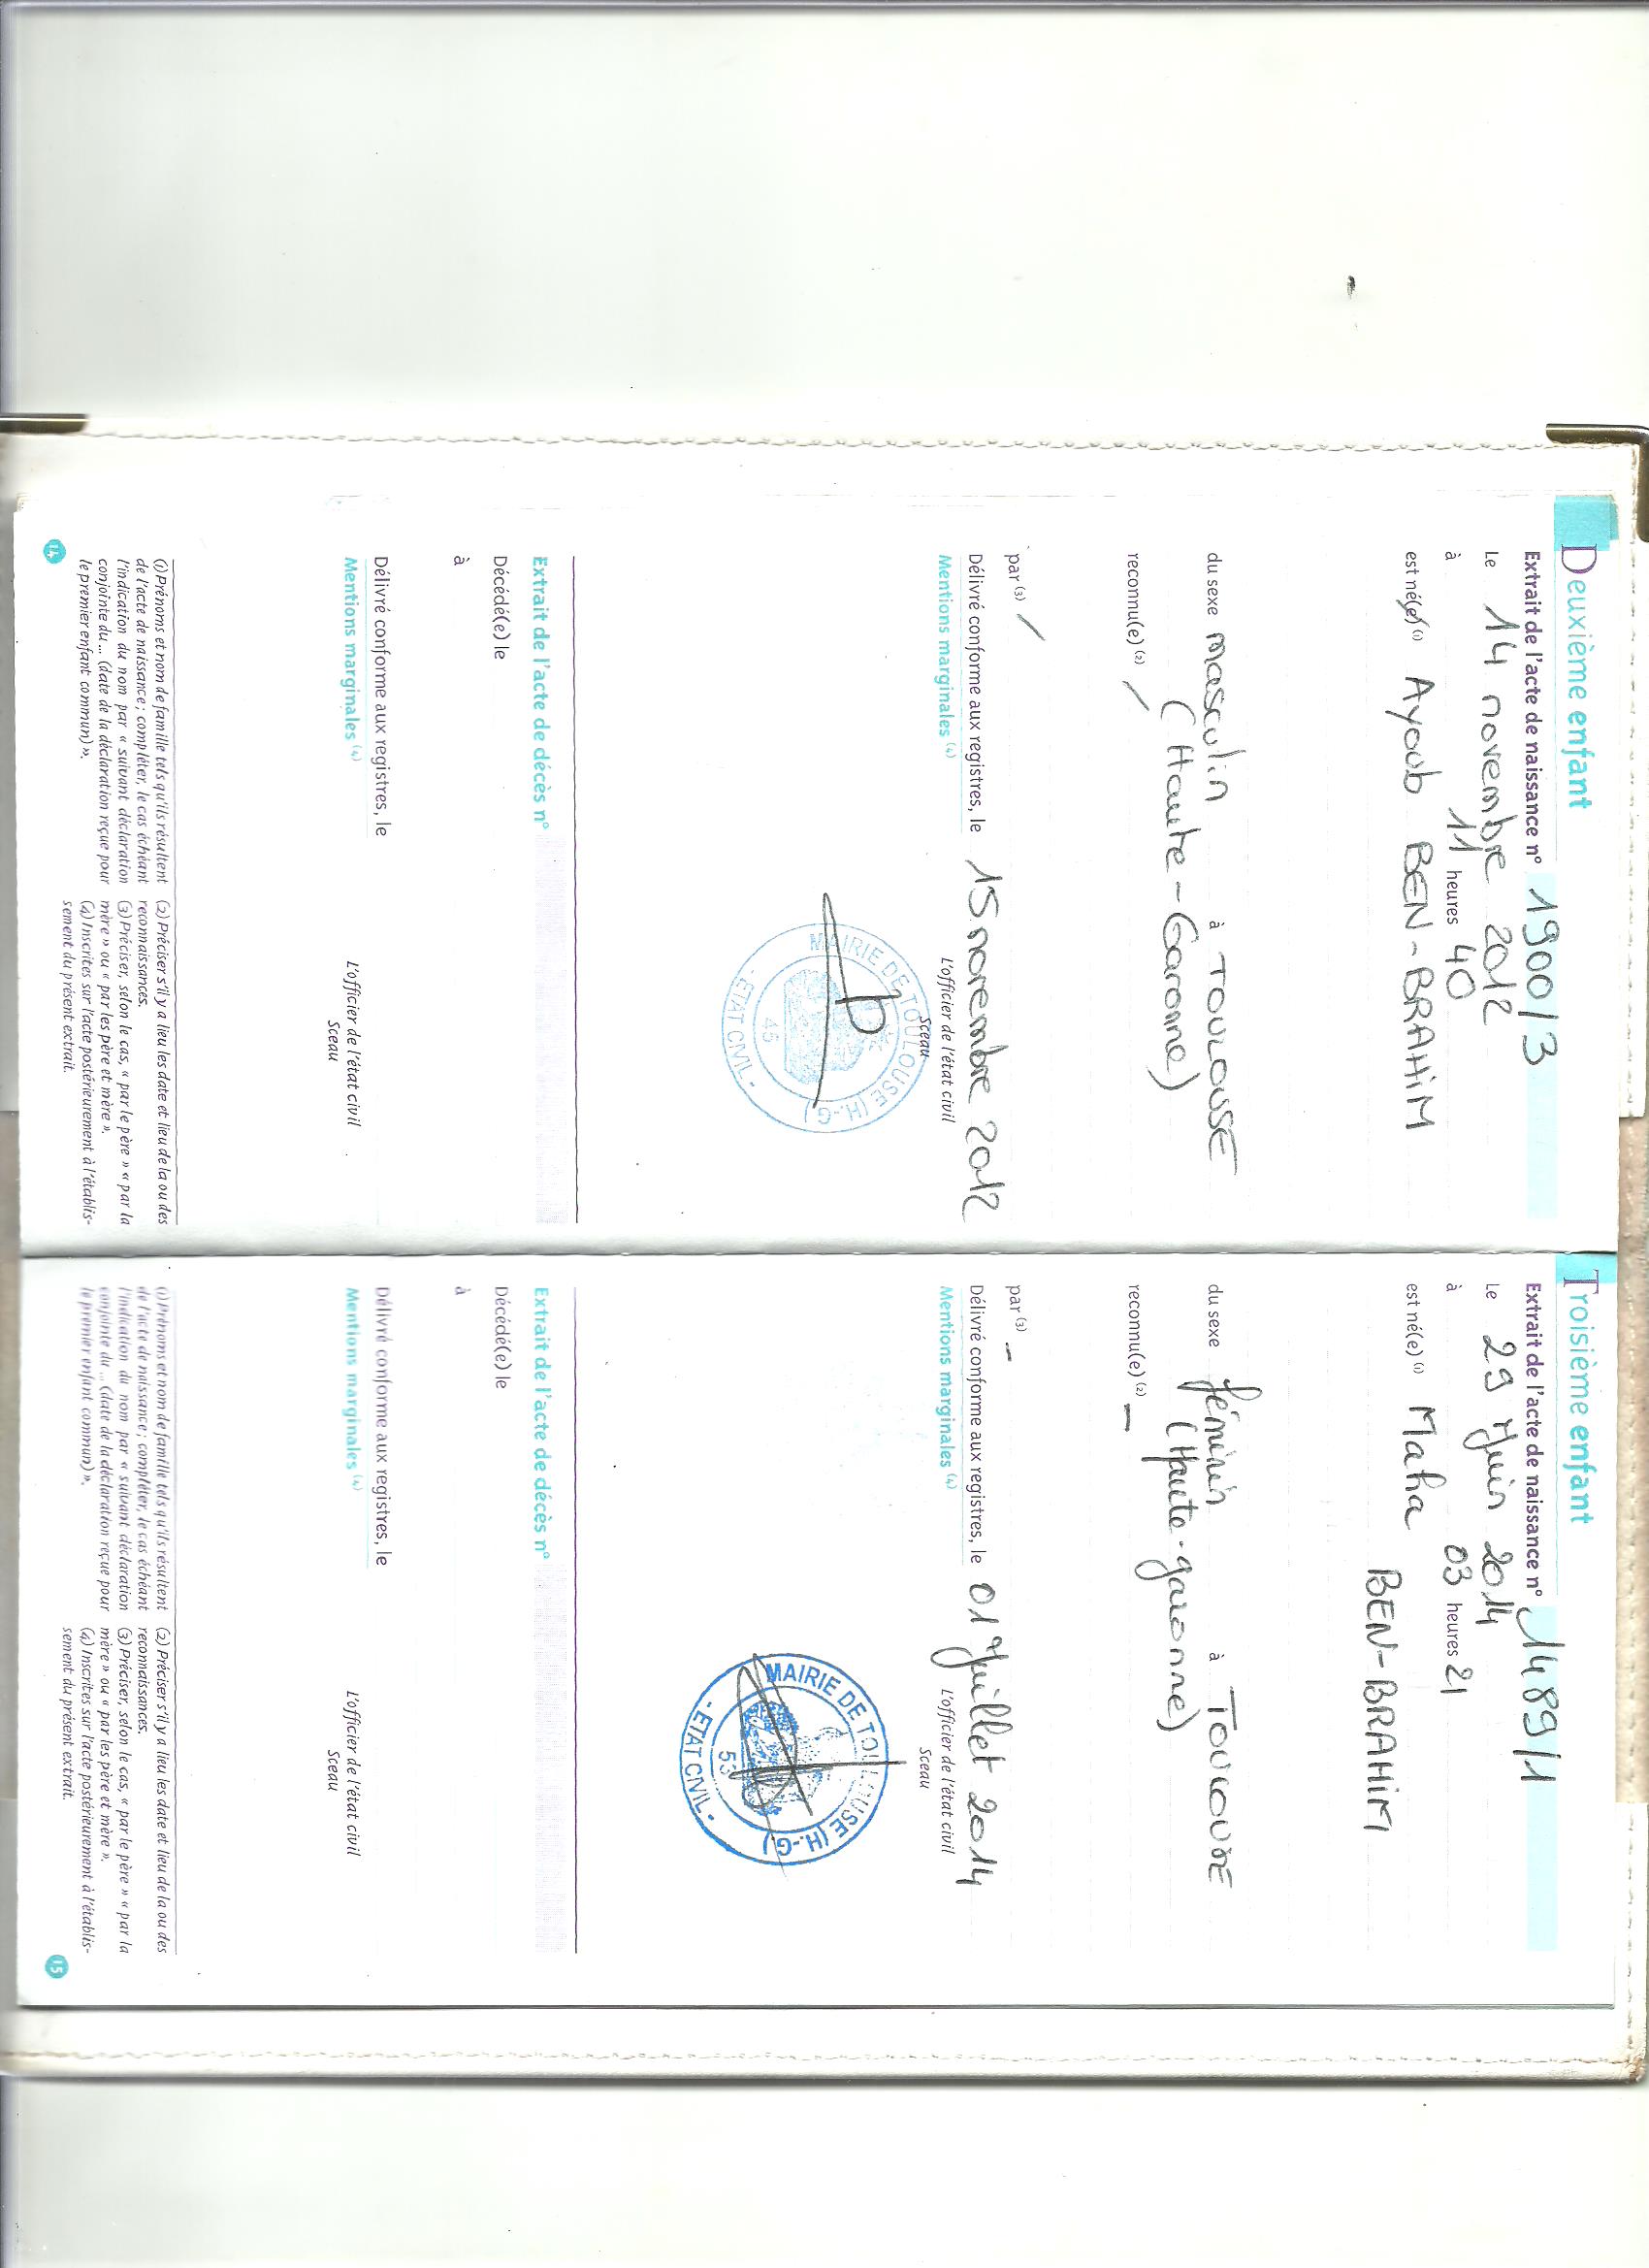 Deuxième enfant
Extrait de l'acte de naissance n° 1900/3
Le 14 novembre 2012
à 11 heures 40
est né(e) (1) Ayoub BEN-BRAHIM
du sexe masculin à TOULOUSE
(Haute-Garonne)
reconnu(e) (2) /
par (3) /
Délivré conforme aux registres, le 15 novembre 2012
Mentions marginales (4) L'officier de l'état civil
Sceau
MAIRIE DE TOULOUSE (H.-G)
- ETAT CIVIL -
45
Extrait de l'acte de décès n°
Décédé(e) le
à
Délivré conforme aux registres, le
Mentions marginales (4) L'officier de l'état civil
Sceau
(1) Prénoms et nom de famille tels qu'ils résultent
de l'acte de naissance ; compléter, le cas échéant
l'indication du nom par « suivant déclaration
conjointe du... (date de la déclaration reçue pour
le premier enfant commun) ».
(2) Préciser s'il y a lieu les date et lieu de la ou des
reconnaissances.
(3) Préciser, selon le cas, « par le père » « par la
mère » ou « par les père et mère ».
(4) Inscrites sur l'acte postérieurement à l'établis-
sement du présent extrait.
14
Troisième enfant
Extrait de l'acte de naissance n° 1489/1
Le 29 Juin 2014
à 03 heures 21
est né(e) (1) Maha
BEN-BRAHIM
du sexe féminin à TOULOUSE
(Haute-garonne)
reconnu(e) (2) —
par (3) –
Délivré conforme aux registres, le 01 Juillet 2014
Mentions marginales (4) L'officier de l'état civil
Sceau
MAIRIE DE TOULOUSE (H.-G)
- ETAT CIVIL -
53
Extrait de l'acte de décès n°
Décédé(e) le
à
Délivré conforme aux registres, le
Mentions marginales (4) L'officier de l'état civil
Sceau
(1) Prénoms et nom de famille tels qu'ils résultent
de l'acte de naissance ; compléter, le cas échéant
l'indication du nom par « suivant déclaration
conjointe du ... (date de la déclaration reçue pour
le premier enfant commun) ».
(2) Préciser s'il y a lieu les date et lieu de la ou des
reconnaissances.
(3) Préciser, selon le cas, « par le père » « par la
mère » ou « par les père et mère ».
(4) Inscrites sur l'acte postérieurement à l'établis-
sement du présent extrait.
15